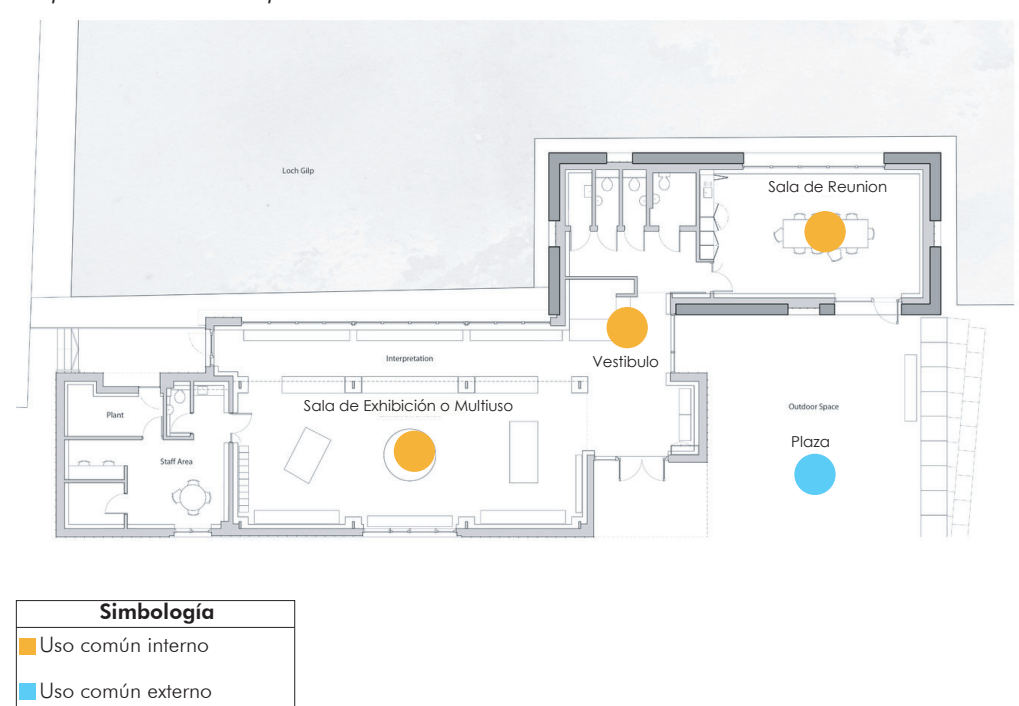 Loch Gilp
Sala de Reunion
Vestibulo
Interpretation
Sala de Exhibición o Multiuso
Outdoor Space
Plant
Plaza
Staff Area
Simbología
Uso común interno
Uso común externo